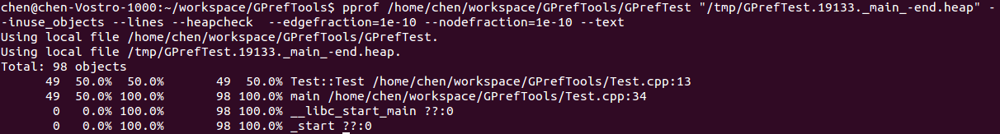 chen@chen-Vostro-1000:~/workspace/GPrefTools$ pprof /home/chen/workspace/GPrefTools/GPrefTest "/tmp/GPrefTest.19133._main_-end.heap" -
-inuse_objects --lines --heapcheck  --edgefraction=1e-10 --nodefraction=1e-10 --text
Using local file /home/chen/workspace/GPrefTools/GPrefTest.
Using local file /tmp/GPrefTest.19133._main_-end.heap.
Total: 98 objects
      49  50.0%  50.0%       49  50.0% Test::Test /home/chen/workspace/GPrefTools/Test.cpp:13
      49  50.0% 100.0%       98 100.0% main /home/chen/workspace/GPrefTools/Test.cpp:34
       0   0.0% 100.0%       98 100.0% __libc_start_main ??:0
       0   0.0% 100.0%       98 100.0% _start ??:0